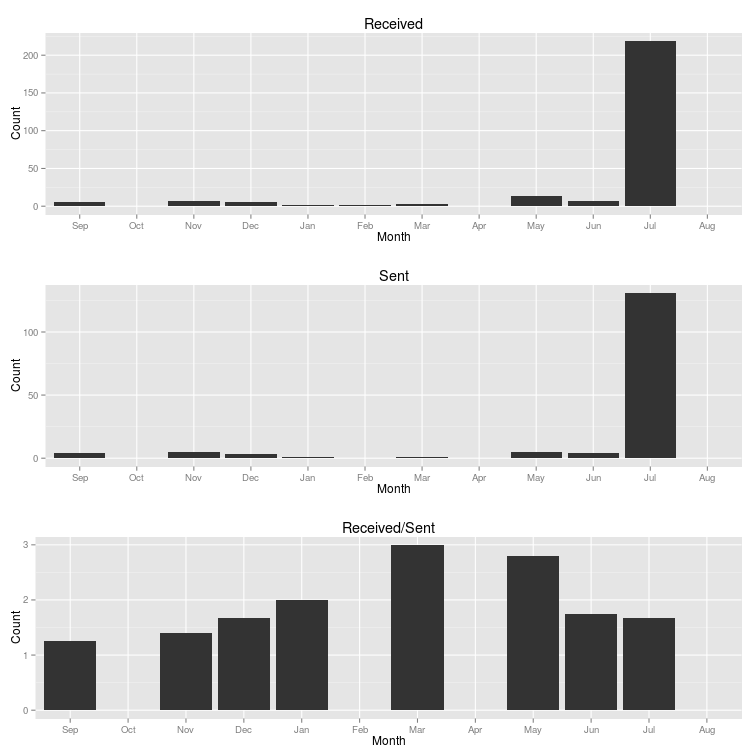 Received
200
150
100
50
0
Count
Sep Oct Nov Dec Jan Feb Mar Apr May Jun Jul Aug
Month
Sent
100
50
0
Count
Sep Oct Nov Dec Jan Feb Mar Apr May Jun Jul Aug
Month
Received/Sent
3
2
1
0
Count
Sep Oct Nov Dec Jan Feb Mar Apr May Jun Jul Aug
Month